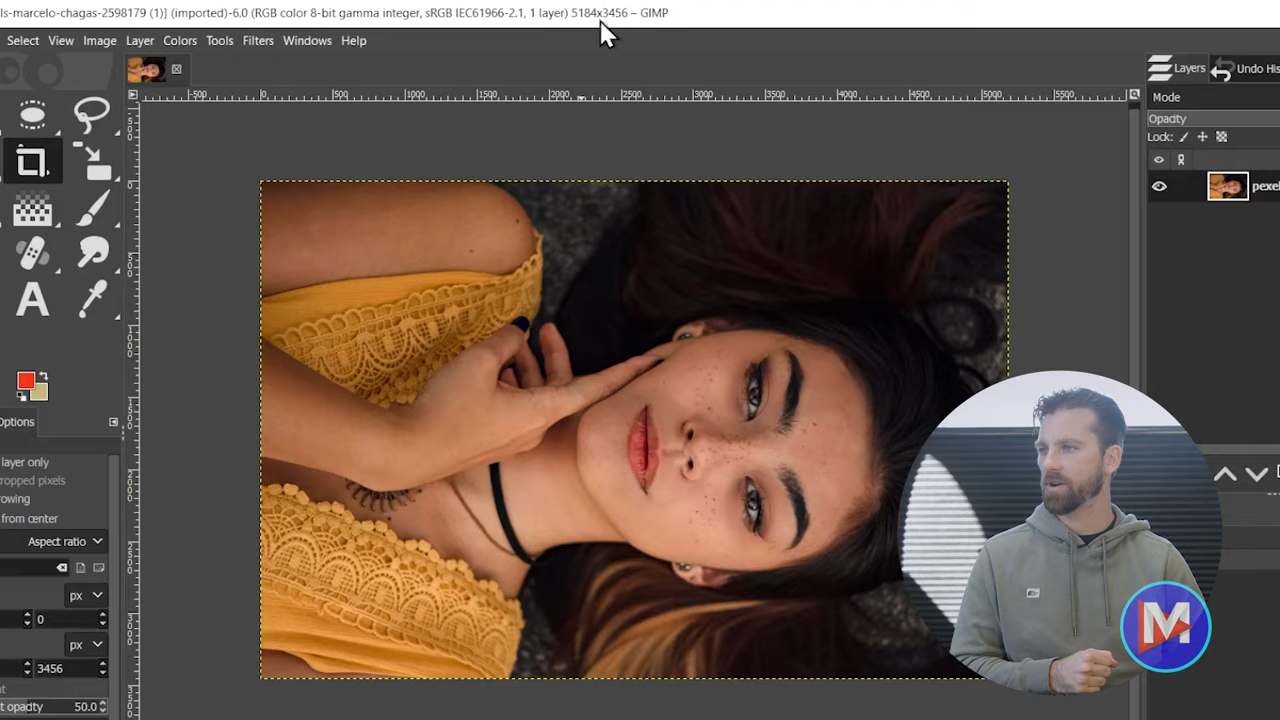 ls-marcelo-chagas-2598179 (1)] (imported)-6.0 (RGB color 8-bit gamma integer, sRGB IEC61966-2.1, 1 layer) 5184x3456 – GIMP
Select View Image Layer Colors Tools Filters Windows Help
Layers Undo His
-500 0 500 1000 1500 2000 2500 3000 3500 4000 4500 5000 5500
Mode
Opacity
Lock:
pexel
A
Options
layer only
ropped pixels
rowing
from center
Aspect ratio
px
0
px
3456
t opacity 50.0
M